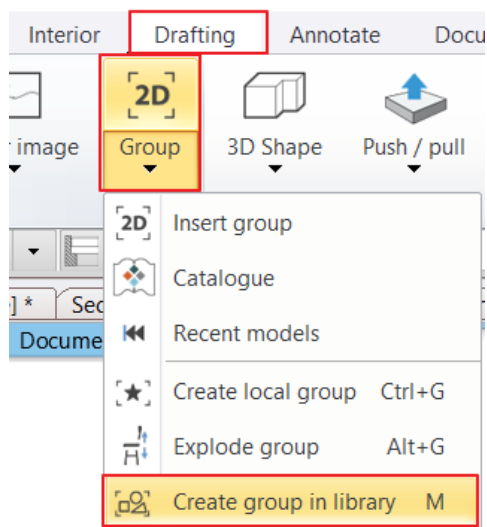 Interior Drafting Annotate Docu
2D
image Group 3D Shape Push / pull
2D Insert group
Catalogue
] * Sec
Recent models
Docume
Create local group Ctrl+G
Explode group Alt+G
Create group in library M